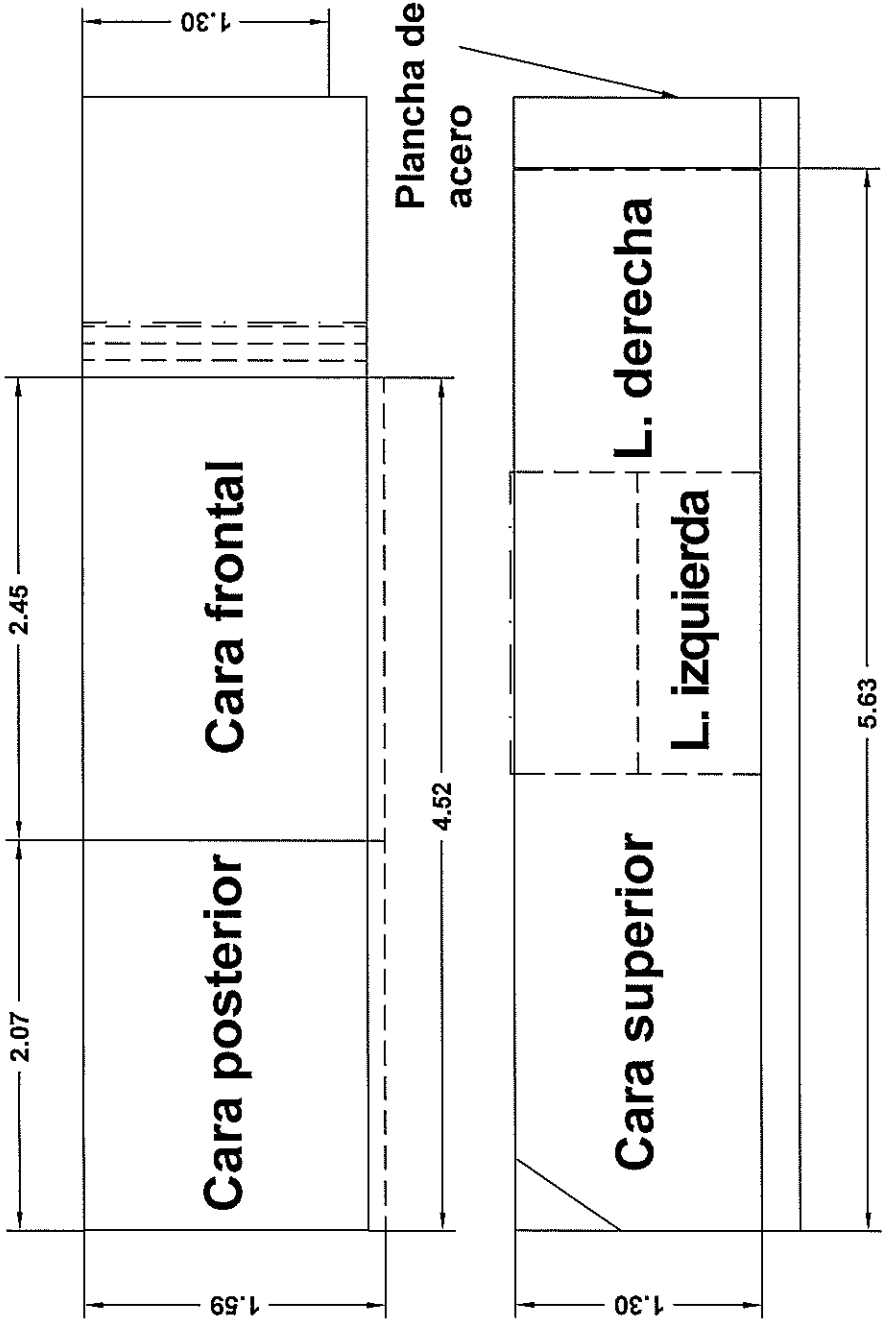 2.07
2.45
1.30
Cara posterior
Cara frontal
1.59
4.52
Plancha de
acero
Cara superior
L. izquierda
L. derecha
1.30
5.63